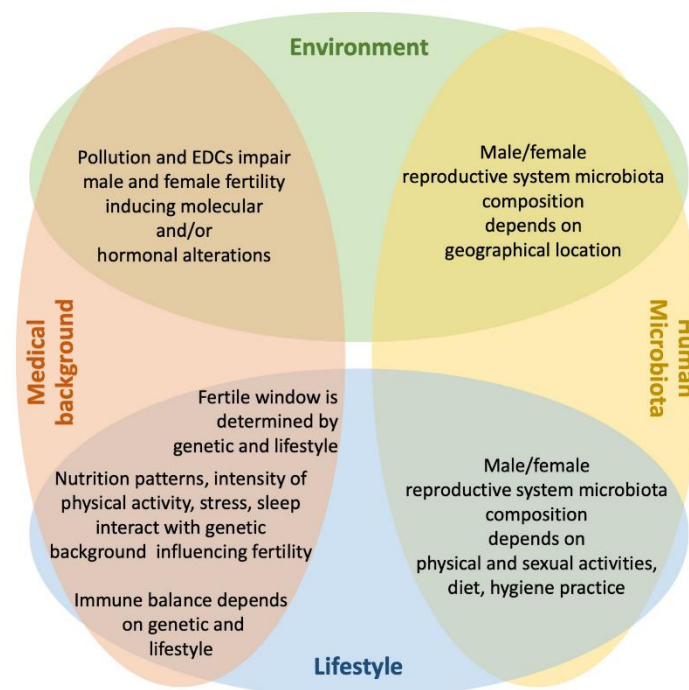 Environment
Pollution and EDCs impair
male and female fertility
inducing molecular
and/or
hormonal alterations
Male/female
reproductive system microbiota
composition
depends on
geographical location
Medical
background
Human
Microbiota
Fertile window is
determined by
genetic and lifestyle
Nutrition patterns, intensity of
physical activity, stress, sleep
interact with genetic
background influencing fertility
Immune balance depends
on genetic and
lifestyle
Male/female
reproductive system microbiota
composition
depends on
physical and sexual activities,
diet, hygiene practice
Lifestyle